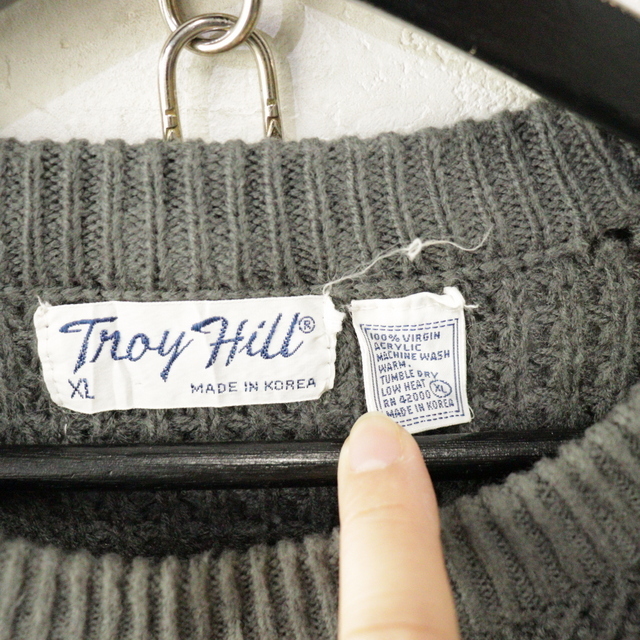 Troy Hill®
XL
MADE IN KOREA
100% VIRGIN
ACRYLIC
MACHINE WASH
WARM.
TUMBLE DRY
LOW HEAT
XL
42000
MADE IN KOREA